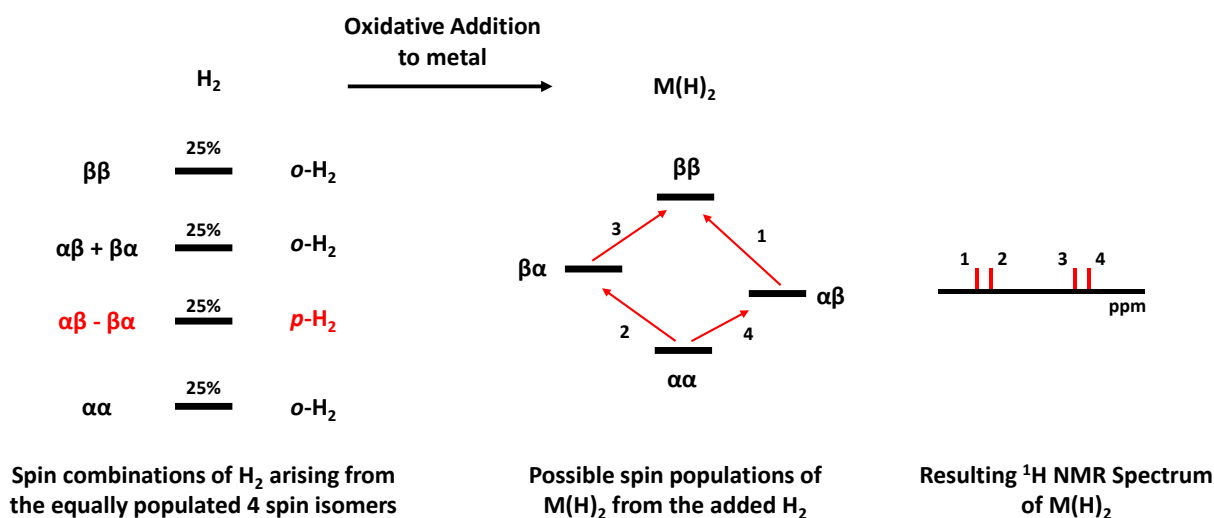 Oxidative Addition
to metal
H₂
M(H)₂
25%
ββ
o-H₂
25%
αβ + βα
o-H₂
25%
αβ - βα
p-H₂
25%
αα
o-H₂
ββ
3
1
βα
αβ
2
4
αα
1 2 3 4
ppm
Spin combinations of H₂ arising from
the equally populated 4 spin isomers
Possible spin populations of
M(H)₂ from the added H₂
Resulting ¹H NMR Spectrum
of M(H)₂